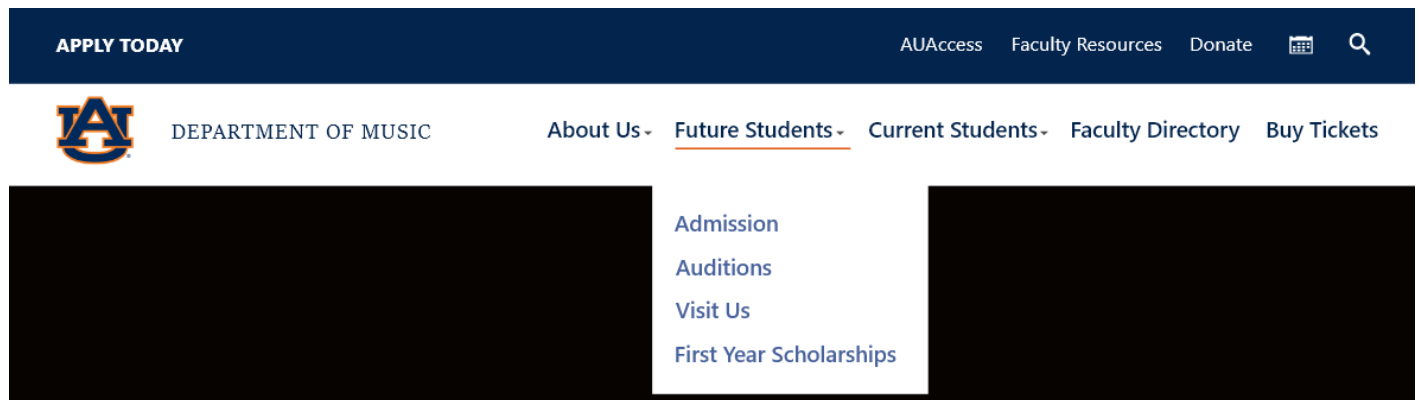 APPLY TODAY AUAccess Faculty Resources Donate
AU DEPARTMENT OF MUSIC About Us Future Students Current Students Faculty Directory Buy Tickets
Admission
Auditions
Visit Us
First Year Scholarships